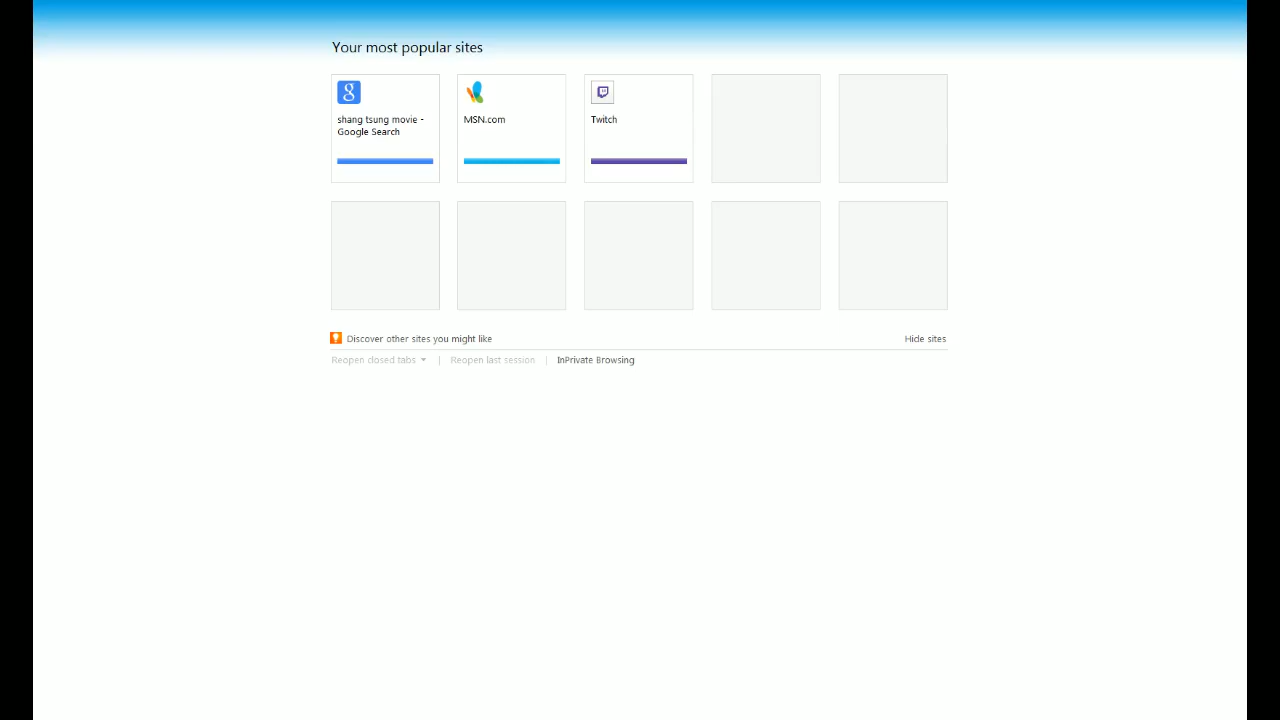 Your most popular sites
shang tsung movie -
Google Search
MSN.com
Twitch
Discover other sites you might like
Hide sites
Reopen closed tabs
Reopen last session
InPrivate Browsing